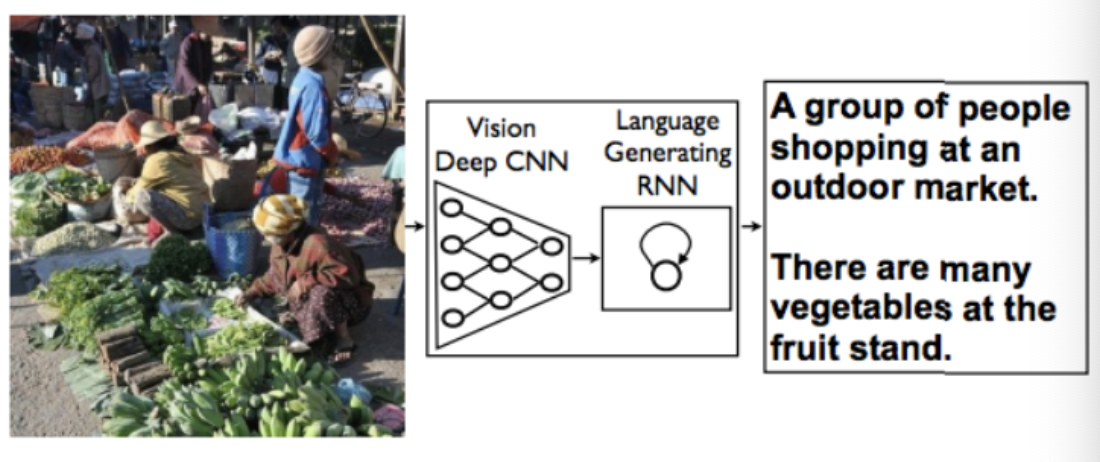 Vision
Deep CNN
Language
Generating
RNN
A group of people
shopping at an
outdoor market.
There are many
vegetables at the
fruit stand.